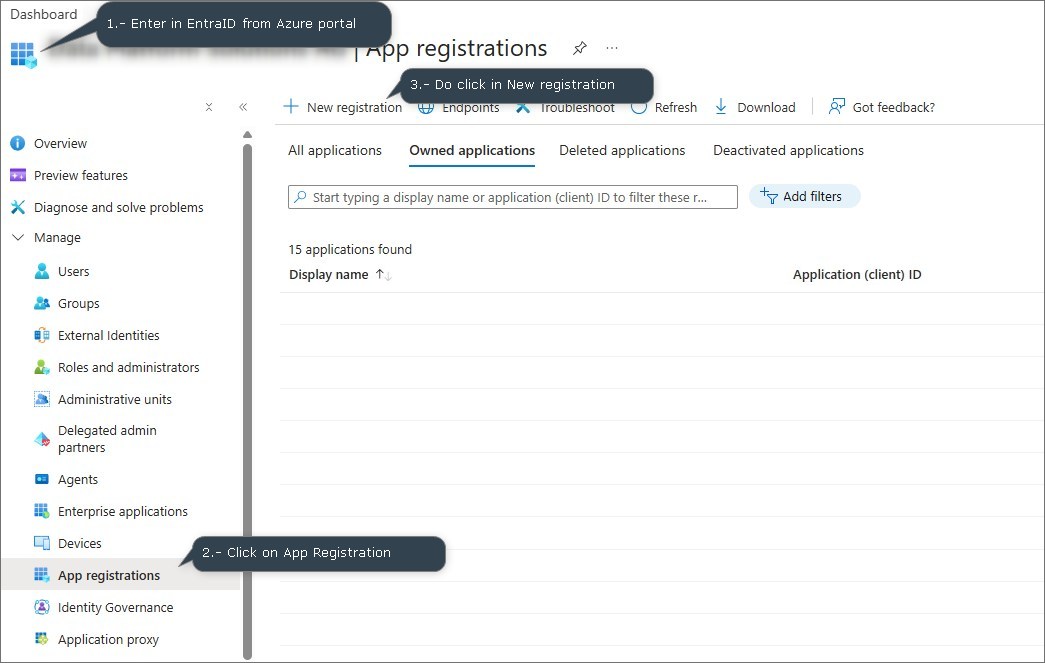 Dashboard
1.- Enter in EntraID from Azure portal
| App registrations
...
3.- Do click in New registration
New registration
Endpoints
Troubleshoot
Refresh
Download
Got feedback?
Overview
Preview features
Diagnose and solve problems
Manage
Users
Groups
External Identities
Roles and administrators
Administrative units
Delegated admin
partners
Agents
Enterprise applications
Devices
App registrations
Identity Governance
Application proxy
2.- Click on App Registration
All applications
Owned applications
Deleted applications
Deactivated applications
Start typing a display name or application (client) ID to filter these r...
Add filters
15 applications found
Display name
Application (client) ID